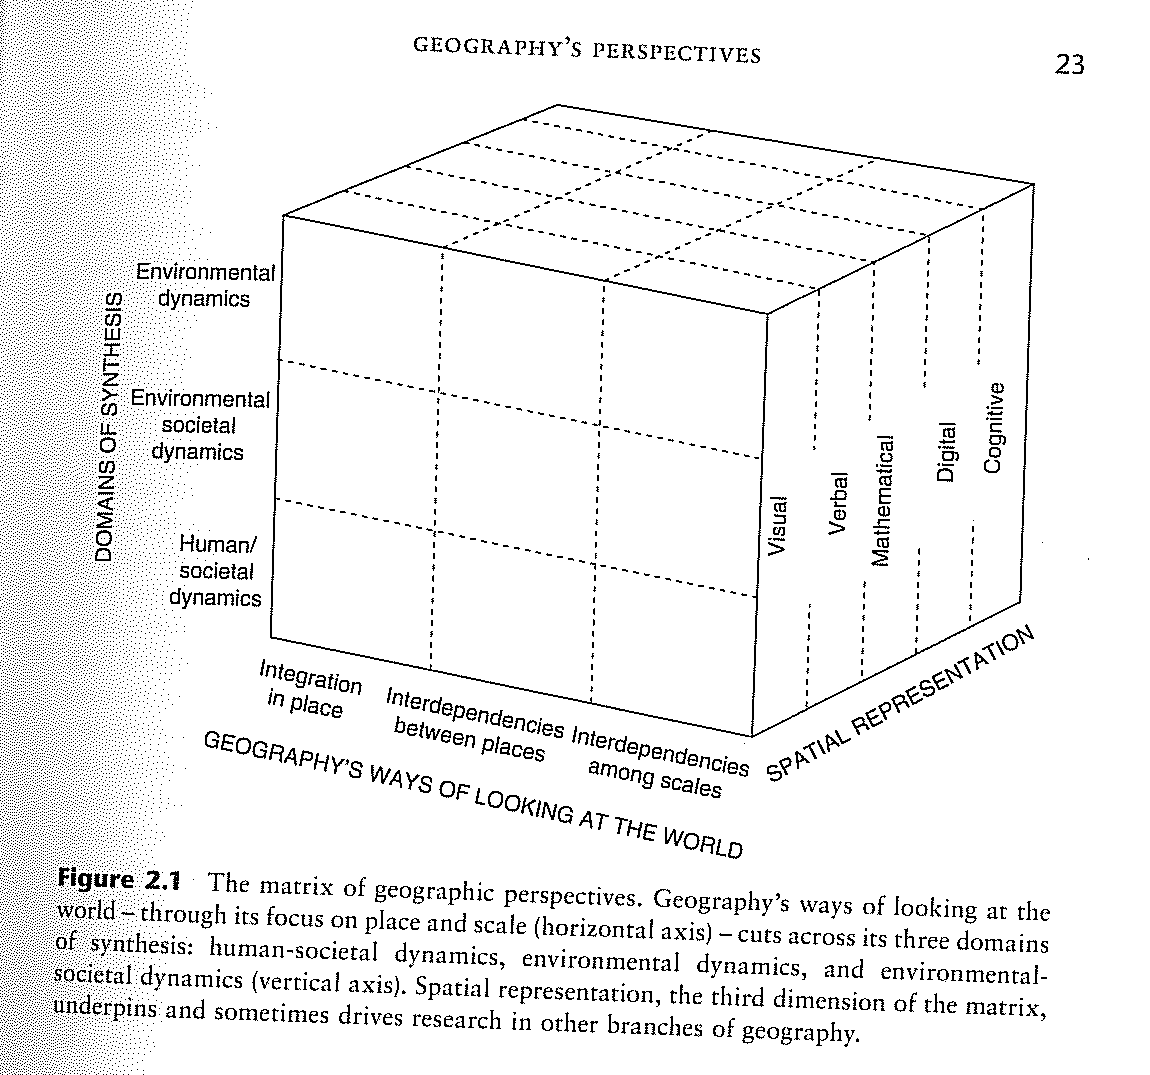 GEOGRAPHY'S PERSPECTIVES
23
DOMAINS OF SYNTHESIS
Environmental
dynamics
Environmental
societal
dynamics
Human/
societal
dynamics
Visual
Verbal
Mathematical
Digital
Cognitive
Integration
in place
Interdependencies
between places
Interdependencies
among scales
GEOGRAPHY'S WAYS OF LOOKING AT THE WORLD
SPATIAL REPRESENTATION
Figure 2.1 The matrix of geographic perspectives. Geography's ways of looking at the
world – through its focus on place and scale (horizontal axis) – cuts across its three domains
of synthesis: human-societal dynamics, environmental dynamics, and environmental-
societal dynamics (vertical axis). Spatial representation, the third dimension of the matrix,
underpins and sometimes drives research in other branches of geography.